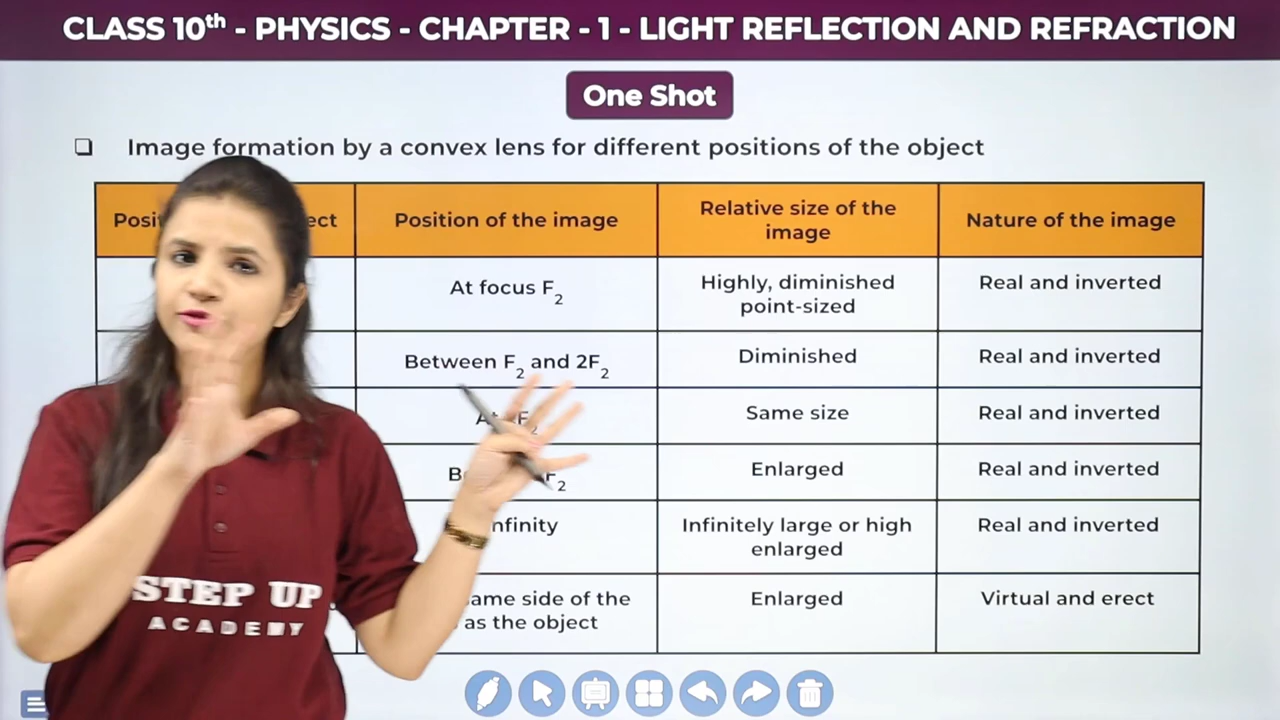 CLASS 10th - PHYSICS - CHAPTER - 1 - LIGHT REFLECTION AND REFRACTION
One Shot
❑ Image formation by a convex lens for different positions of the object
Position of the image
Relative size of the
image
Nature of the image
At focus F2
Highly, diminished
point-sized
Real and inverted
Between F2 and 2F2
Diminished
Real and inverted
Same size
Real and inverted
Enlarged
Real and inverted
Infinitely large or high
enlarged
Real and inverted
side of the
as the object
Enlarged
Virtual and erect
STEP UP
ACADEMY